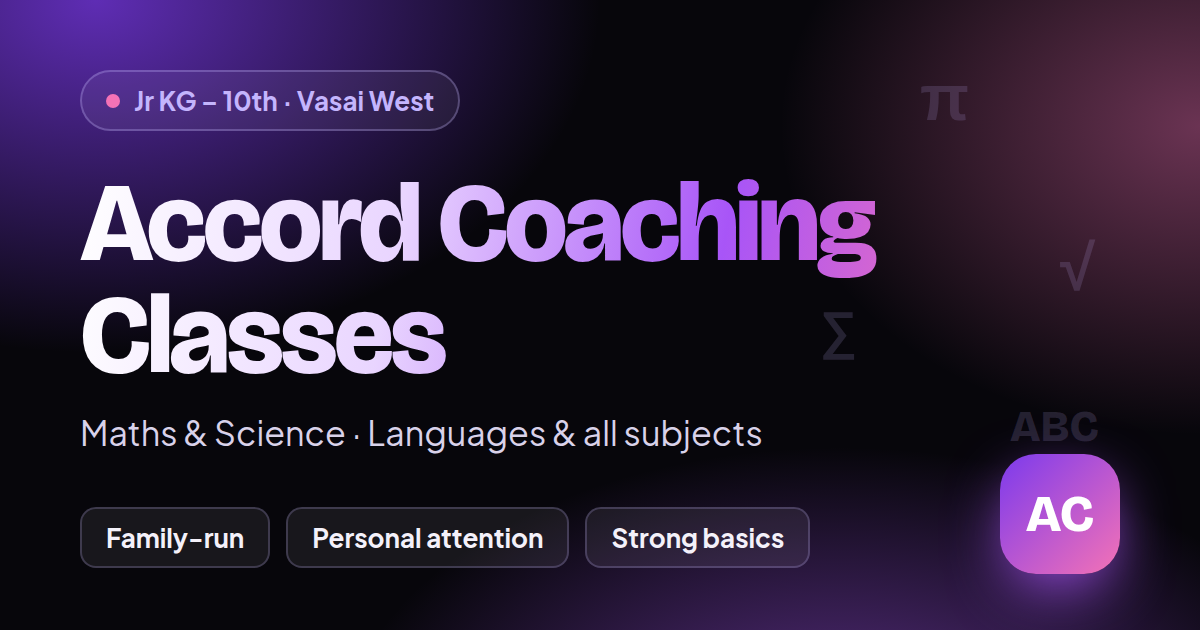 Jr KG – 10th · Vasai West
π
Accord Coaching
√
Classes
Σ
Maths & Science · Languages & all subjects
ABC
AC
Family-run
Personal attention
Strong basics